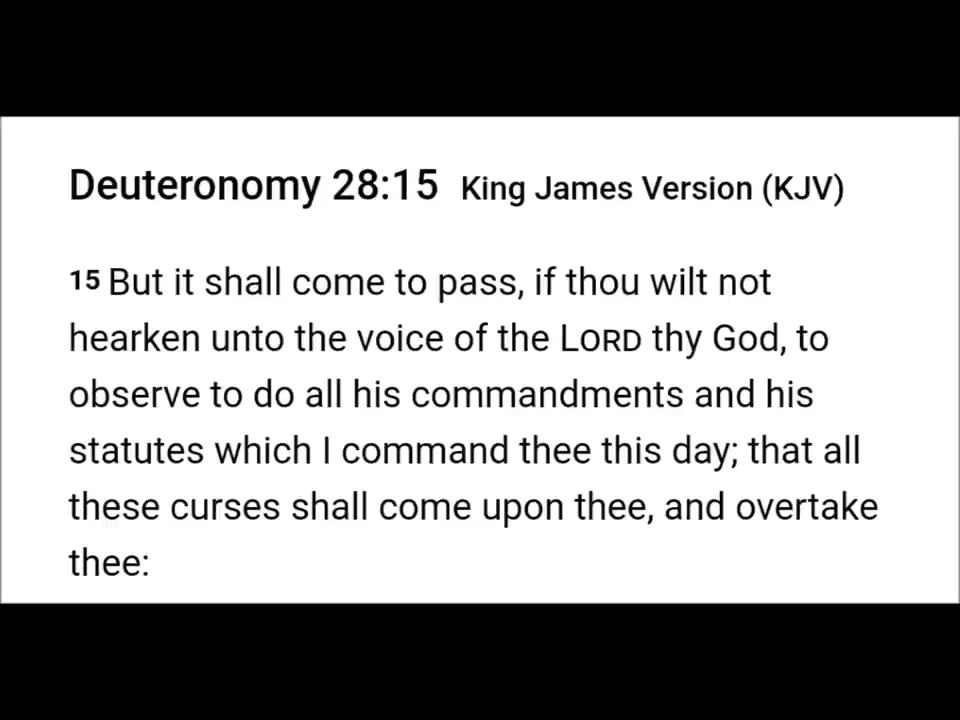 Deuteronomy 28:15 King James Version (KJV)
15 But it shall come to pass, if thou wilt not
hearken unto the voice of the LORD thy God, to
observe to do all his commandments and his
statutes which I command thee this day; that all
these curses shall come upon thee, and overtake
thee: